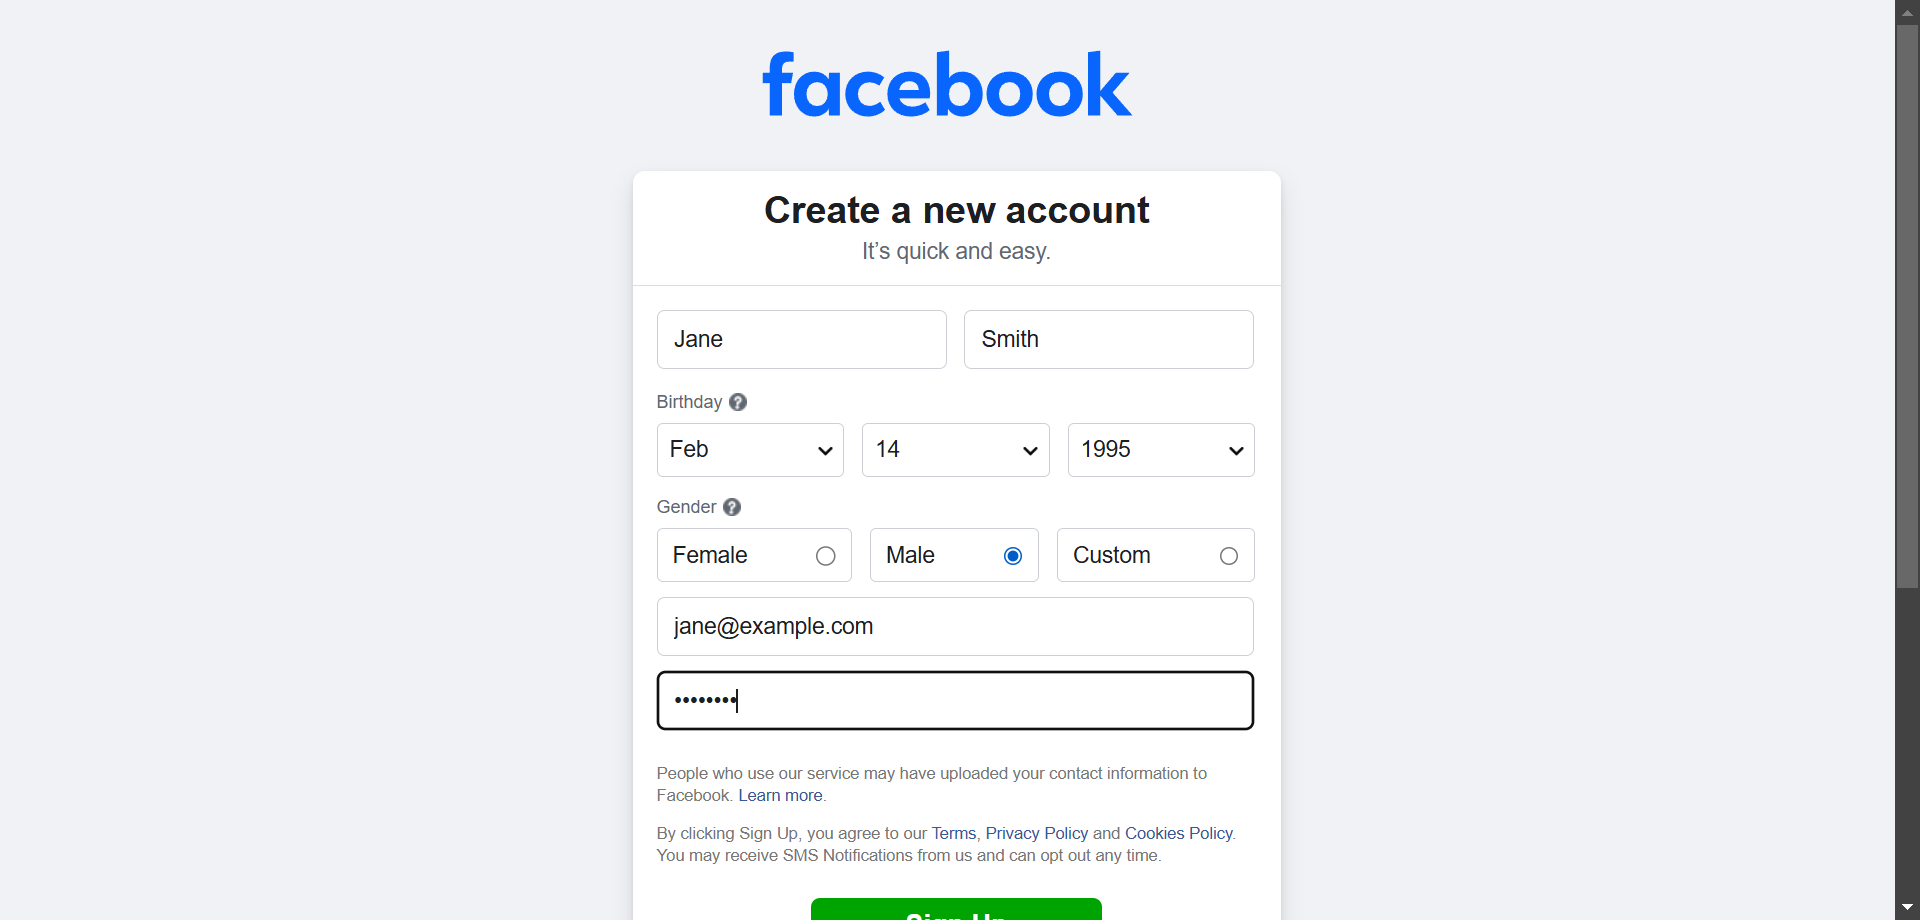 facebook
Create a new account
It's quick and easy.
Jane Smith
Birthday ?
Feb 14 1995
Gender ?
Female Male Custom
jane@example.com
••••••••
People who use our service may have uploaded your contact information to
Facebook. Learn more.
By clicking Sign Up, you agree to our Terms, Privacy Policy and Cookies Policy.
You may receive SMS Notifications from us and can opt out any time.
Sign Up